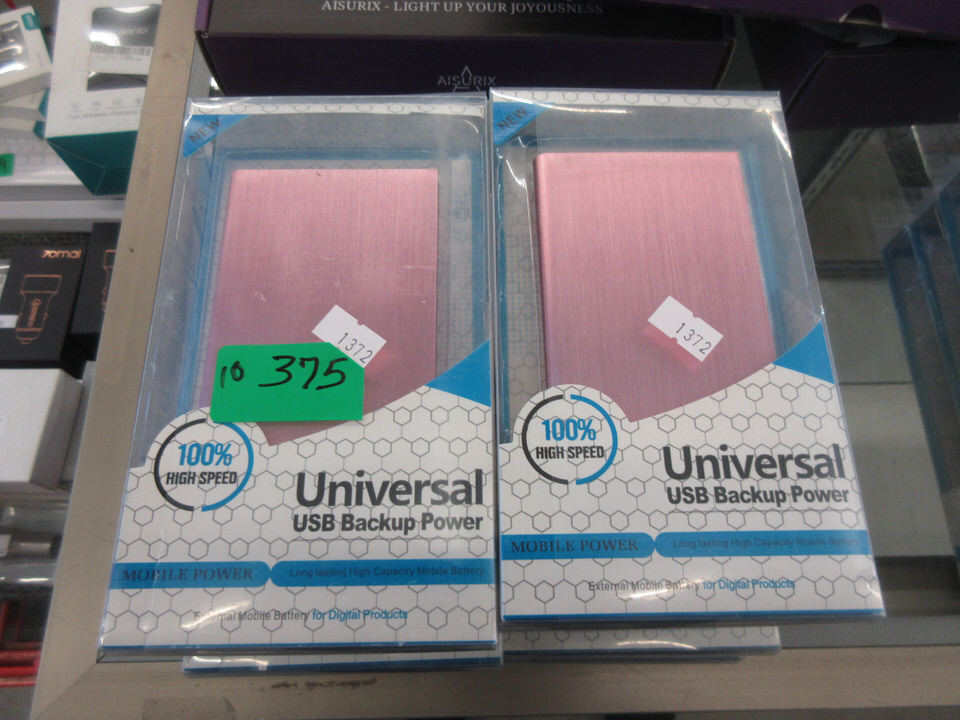 AISURIX - LIGHT UP YOUR JOYOUSNESS
AISURIX
70mai
NEW
1372
10 375
100%
HIGH SPEED
Universal
USB Backup Power
MOBILE POWER
Long lasting High Capacity Mobile Battery
External Mobile Battery for Digital Products
NEW
1372
100%
HIGH SPEED
Universal
USB Backup Power
MOBILE POWER
Long lasting High Capacity Mobile Battery
External Mobile Battery for Digital Products